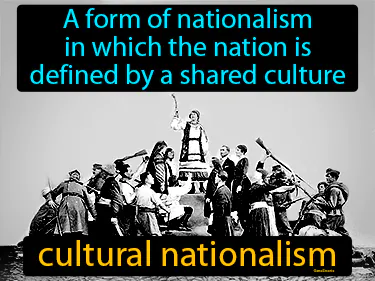 A form of nationalism
in which the nation is
defined by a shared culture
cultural nationalism